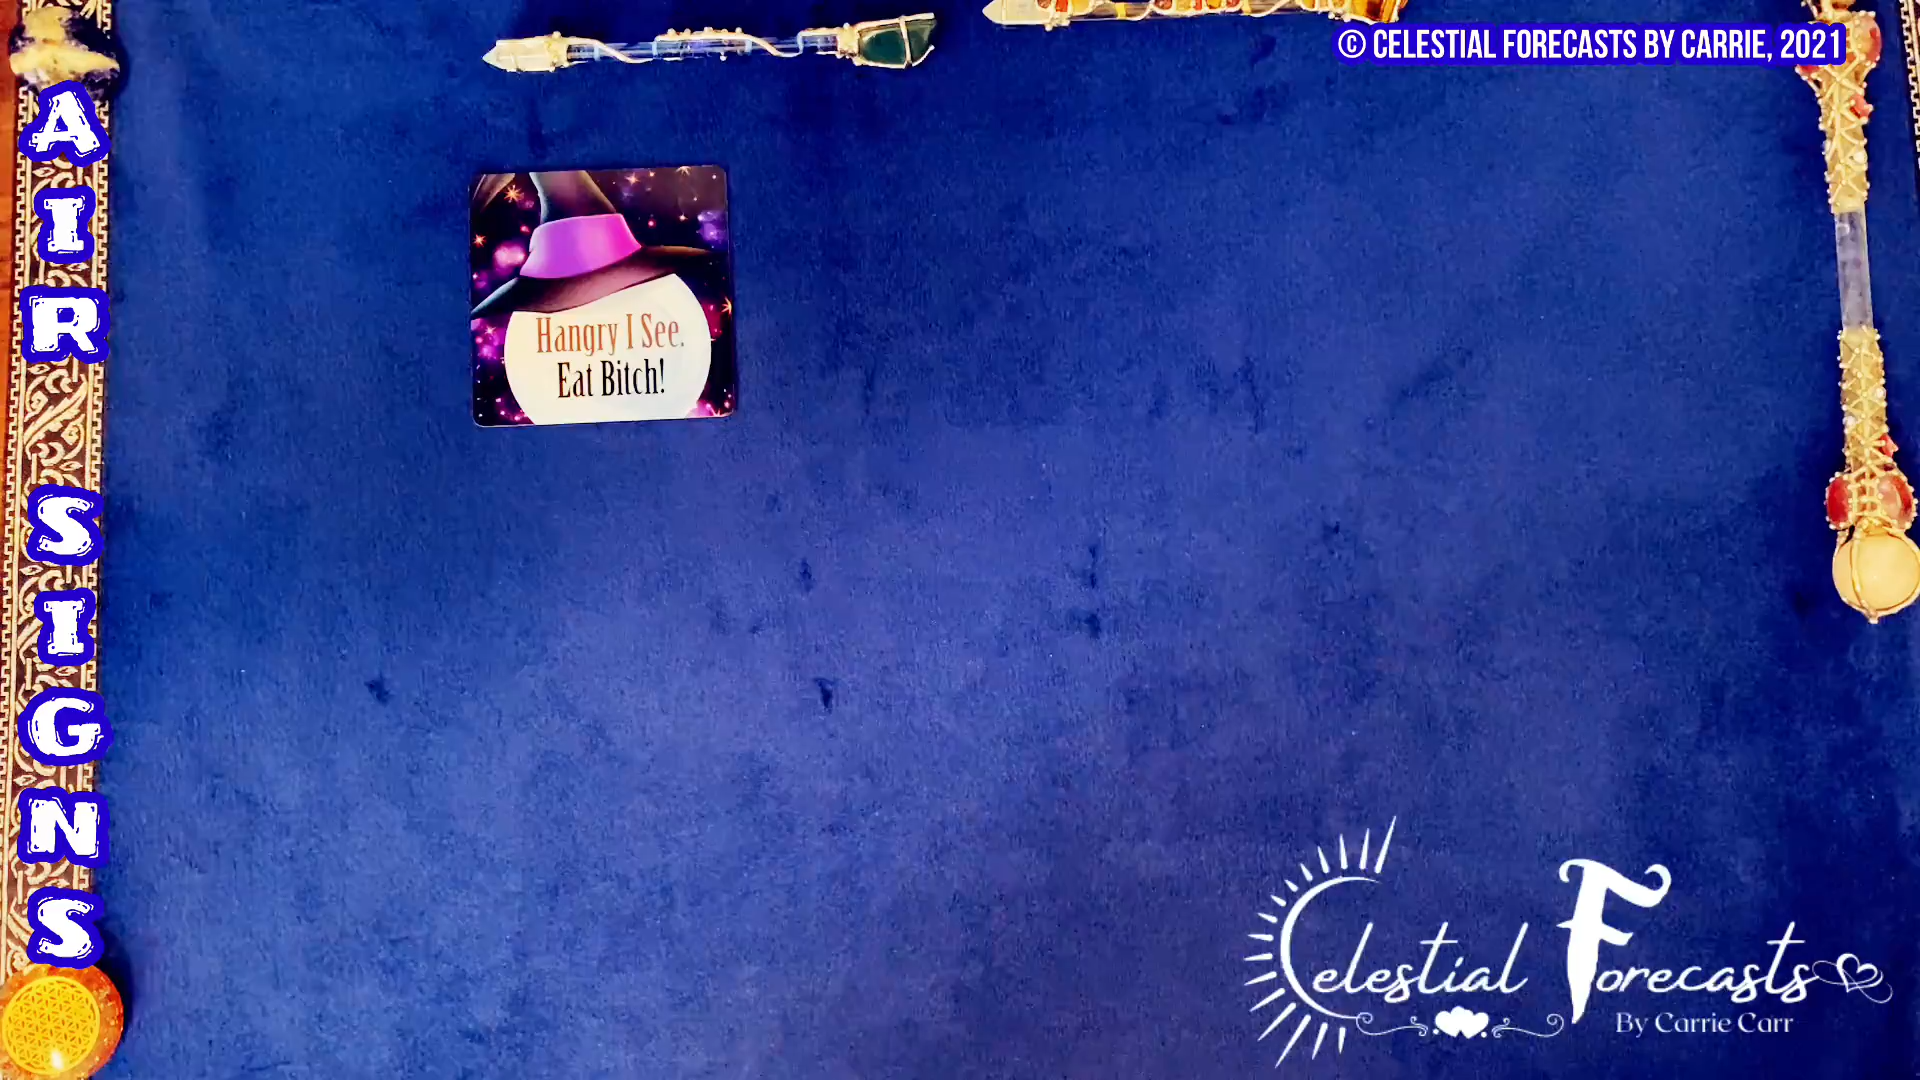 © CELESTIAL FORECASTS BY CARRIE, 2021
AIR SIGNS
Hangry I See.
Eat Bitch!
Celestial Forecasts
By Carrie Carr